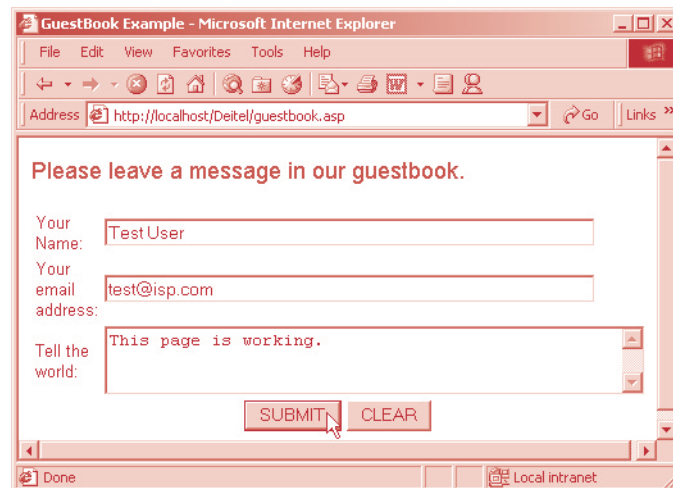 GuestBook Example - Microsoft Internet Explorer
File Edit View Favorites Tools Help
Address http://localhost/Deitel/guestbook.asp Go Links »
Please leave a message in our guestbook.
Your
Name:
Test User
Your
email
address:
test@isp.com
Tell the
world:
This page is working.
SUBMIT CLEAR
Done Local intranet